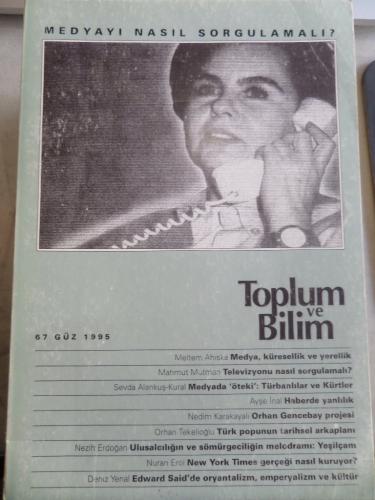 MEDYAYI NASIL SORGULAMALI?
Toplum
ve
Bilim
67 GÜZ 1995
Meltem Ahıska Medya, küresellik ve yerellik
Mahmut Mutman Televizyonu nasıl sorgulamalı?
Sevda Alankuş-Kural Medyada 'öteki': Türbanlılar ve Kürtler
Ayşe İnal Haberde yanlılık
Nedim Karakayalı Orhan Gencebay projesi
Orhan Tekelioğlu Türk popunun tarihsel arkaplanı
Nezih Erdoğan Ulusalcılığın ve sömürgeciliğin melodramı: Yeşilçam
Nuran Erol New York Times gerçeği nasıl kuruyor?
Deniz Yenal Edward Said'de oryantalizm, emperyalizm ve kültür